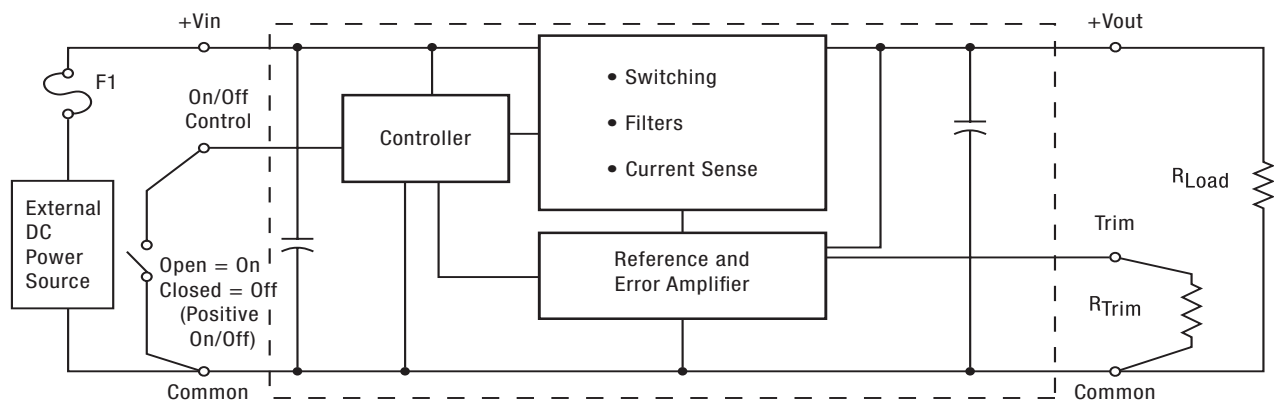 +Vin
+Vout
F1
On/Off
Control
Controller
• Switching
• Filters
• Current Sense
RLoad
External
DC
Power
Source
Open = On
Closed = Off
(Positive
On/Off)
Reference and
Error Amplifier
Trim
RTrim
Common
Common